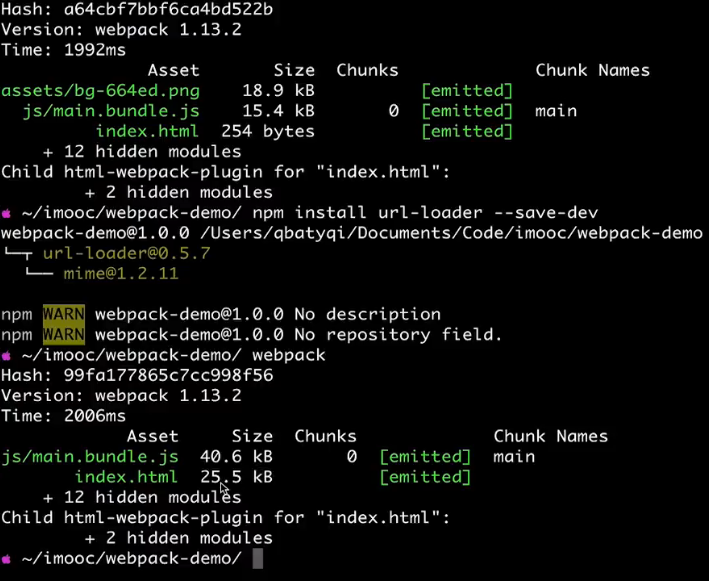 Hash: a64cbf7bbf6ca4bd522b
Version: webpack 1.13.2
Time: 1992ms
Asset Size Chunks Chunk Names
assets/bg-664ed.png 18.9 kB [emitted]
js/main.bundle.js 15.4 kB 0 [emitted] main
index.html 254 bytes [emitted]
+ 12 hidden modules
Child html-webpack-plugin for "index.html":
+ 2 hidden modules
~/imooc/webpack-demo/ npm install url-loader --save-dev
webpack-demo@1.0.0 /Users/qbatyqi/Documents/Code/imooc/webpack-demo
└─┬ url-loader@0.5.7
└── mime@1.2.11
npm WARN webpack-demo@1.0.0 No description
npm WARN webpack-demo@1.0.0 No repository field.
~/imooc/webpack-demo/ webpack
Hash: 99fa177865c7cc998f56
Version: webpack 1.13.2
Time: 2006ms
Asset Size Chunks Chunk Names
js/main.bundle.js 40.6 kB 0 [emitted] main
index.html 25.5 kB [emitted]
+ 12 hidden modules
Child html-webpack-plugin for "index.html":
+ 2 hidden modules
~/imooc/webpack-demo/